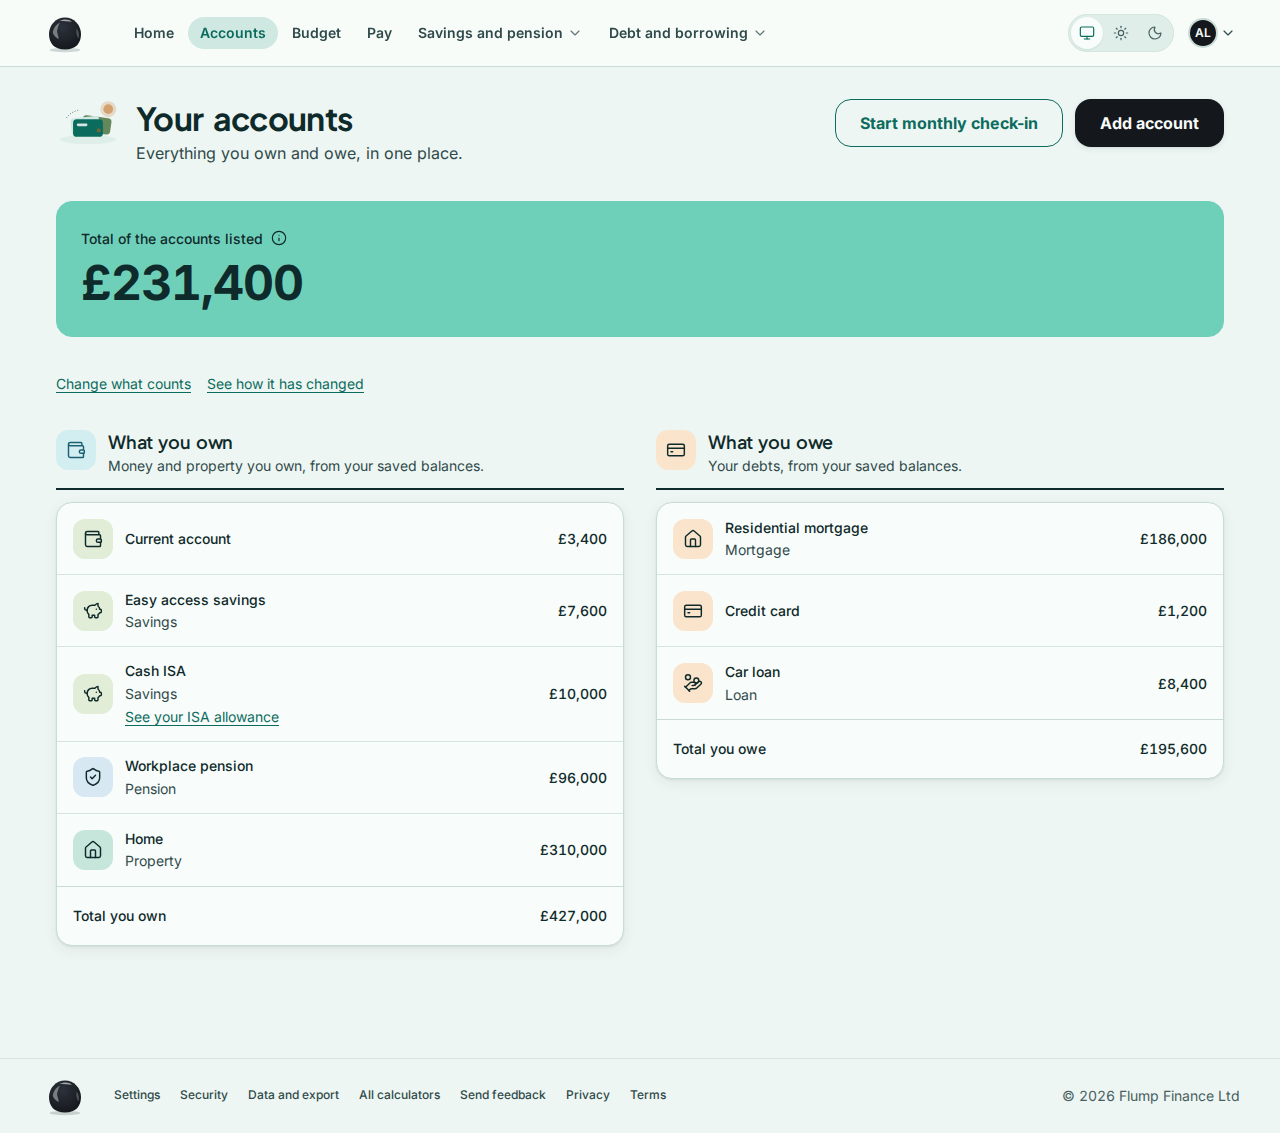 Home
Accounts
Budget
Pay
Savings and pension
Debt and borrowing
AL
Your accounts
Everything you own and owe, in one place.
Start monthly check-in
Add account
Total of the accounts listed
£231,400
Change what counts
See how it has changed
What you own
Money and property you own, from your saved balances.
Current account
£3,400
Easy access savings
Savings
£7,600
Cash ISA
Savings
See your ISA allowance
£10,000
Workplace pension
Pension
£96,000
Home
Property
£310,000
Total you own
£427,000
What you owe
Your debts, from your saved balances.
Residential mortgage
Mortgage
£186,000
Credit card
£1,200
Car loan
Loan
£8,400
Total you owe
£195,600
Settings
Security
Data and export
All calculators
Send feedback
Privacy
Terms
© 2026 Flump Finance Ltd